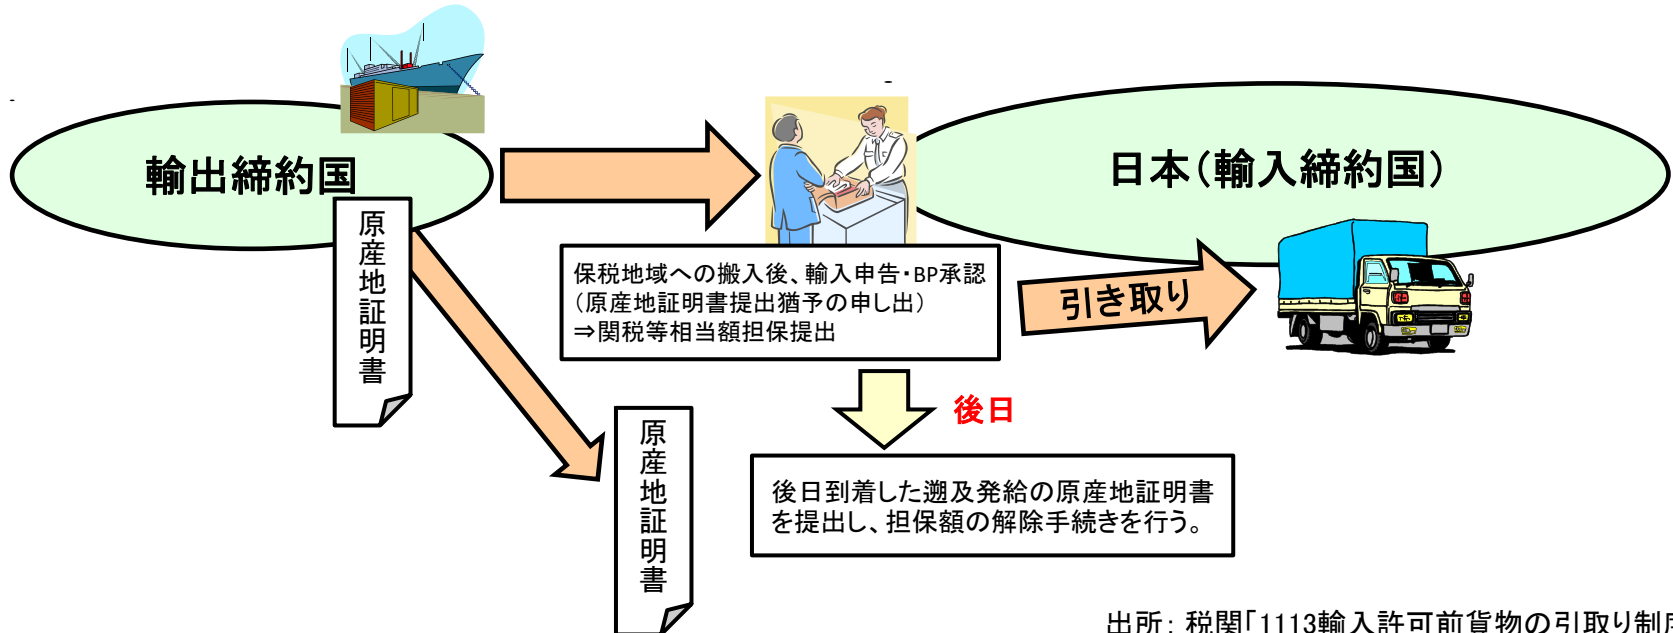 輸出締約国
日本（輸入締約国）
原産地証明書
保税地域への搬入後、輸入申告・BP承認
（原産地証明書提出猶予の申し出）
⇒関税等相当額担保提出
引き取り
後日
原産地証明書
後日到着した遡及発給の原産地証明書
を提出し、担保額の解除手続きを行う。
出所：税関「1113輸入許可前貨物の引取り制度